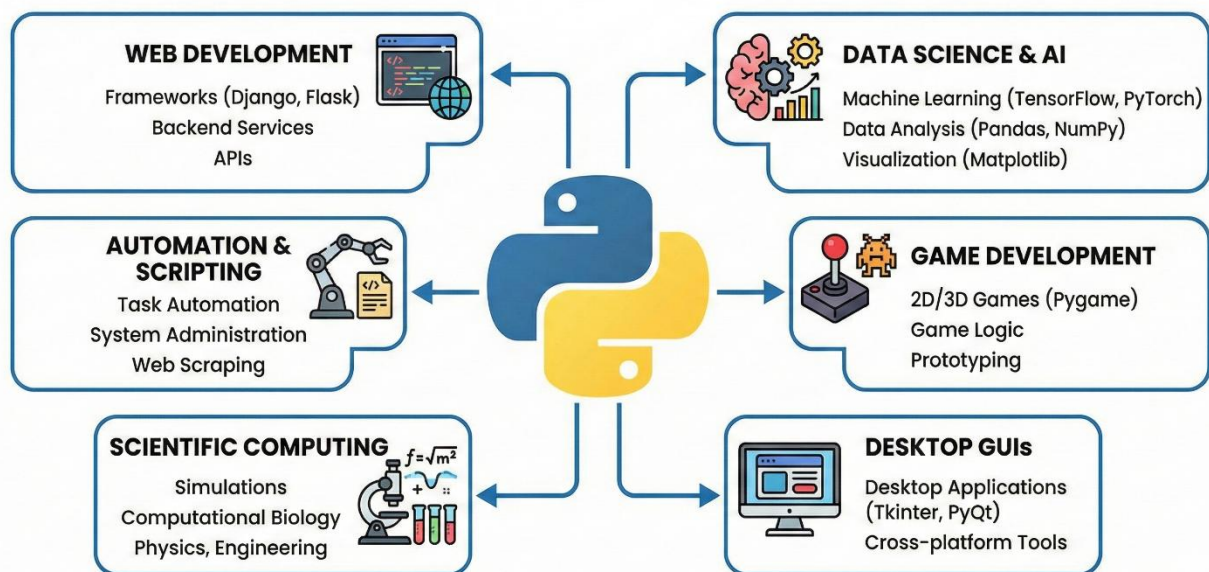 WEB DEVELOPMENT
Frameworks (Django, Flask)
Backend Services
APIs
DATA SCIENCE & AI
Machine Learning (TensorFlow, PyTorch)
Data Analysis (Pandas, NumPy)
Visualization (Matplotlib)
AUTOMATION &
SCRIPTING
Task Automation
System Administration
Web Scraping
GAME DEVELOPMENT
2D/3D Games (Pygame)
Game Logic
Prototyping
SCIENTIFIC COMPUTING
f=√m²
Simulations
Computational Biology
Physics, Engineering
DESKTOP GUIs
Desktop Applications
(Tkinter, PyQt)
Cross-platform Tools